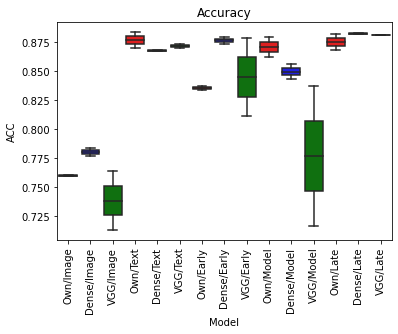 Accuracy
ACC
0.875
0.850
0.825
0.800
0.775
0.750
0.725
Own/Image
Dense/Image
VGG/Image
Own/Text
Dense/Text
VGG/Text
Own/Early
Dense/Early
VGG/Early
Own/Model
Dense/Model
VGG/Model
Own/Late
Dense/Late
VGG/Late
Model